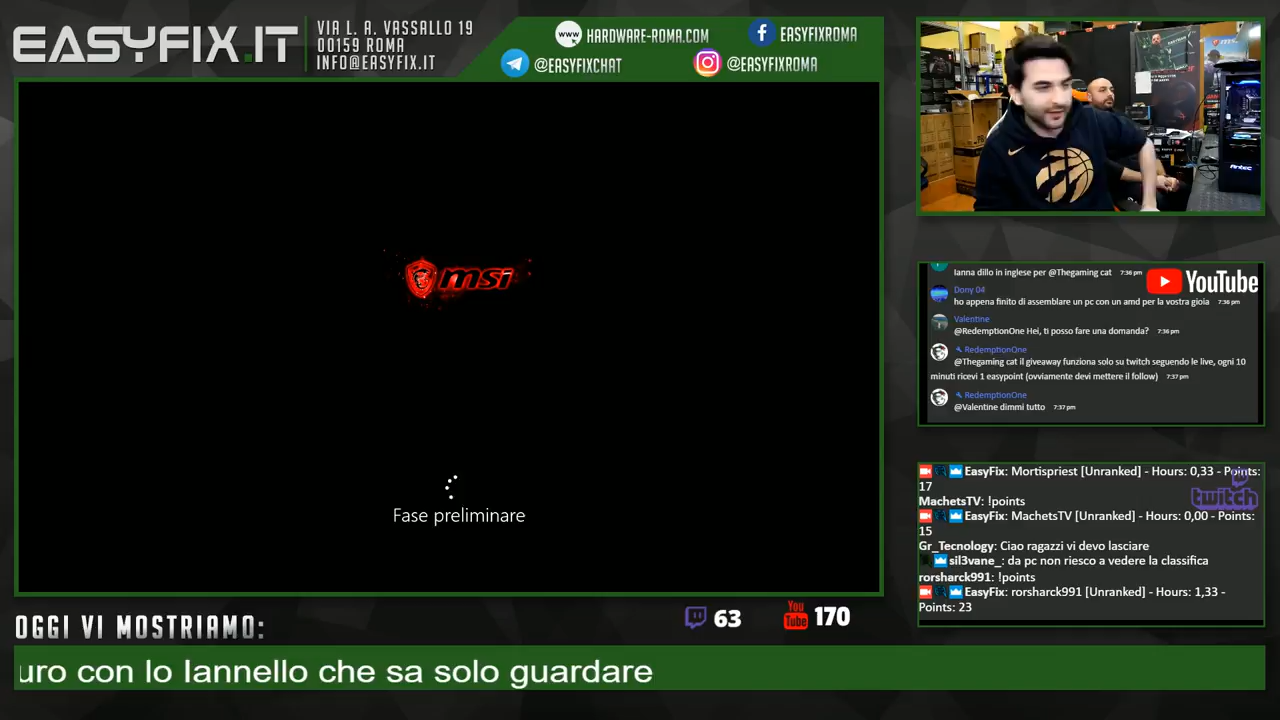 EASYFIX.IT
VIA L. A. VASSALLO 19
00159 ROMA
INFO@EASYFIX.IT
www
HARDWARE-ROMA.COM
EASYFIXROMA
@EASYFIXCHAT
@EASYFIXROMA
msi
Fase preliminare
Antec
YouTube
Ianna dillo in inglese per @Thegaming cat 7:36 pm
Dony 04
ho appena finito di assemblare un pc con un amd per la vostra gioia 7:36 pm
Valentine
@RedemptionOne Hei, ti posso fare una domanda? 7:36 pm
RedemptionOne
@Thegaming cat il giveaway funziona solo su twitch seguendo le live, ogni 10
minuti ricevi 1 easypoint (ovviamente devi mettere il follow) 7:37 pm
RedemptionOne
@Valentine dimmi tutto 7:37 pm
twitch
EasyFix: Mortispriest [Unranked] - Hours: 0,33 - Points:
17
MachetsTV: !points
EasyFix: MachetsTV [Unranked] - Hours: 0,00 - Points:
15
Gr_Tecnology: Ciao ragazzi vi devo lasciare
sil3vane_: da pc non riesco a vedere la classifica
rorsharck991: !points
EasyFix: rorsharck991 [Unranked] - Hours: 1,33 -
Points: 23
OGGI VI MOSTRIAMO:
63
You
Tube
170
uro con lo Iannello che sa solo guardare